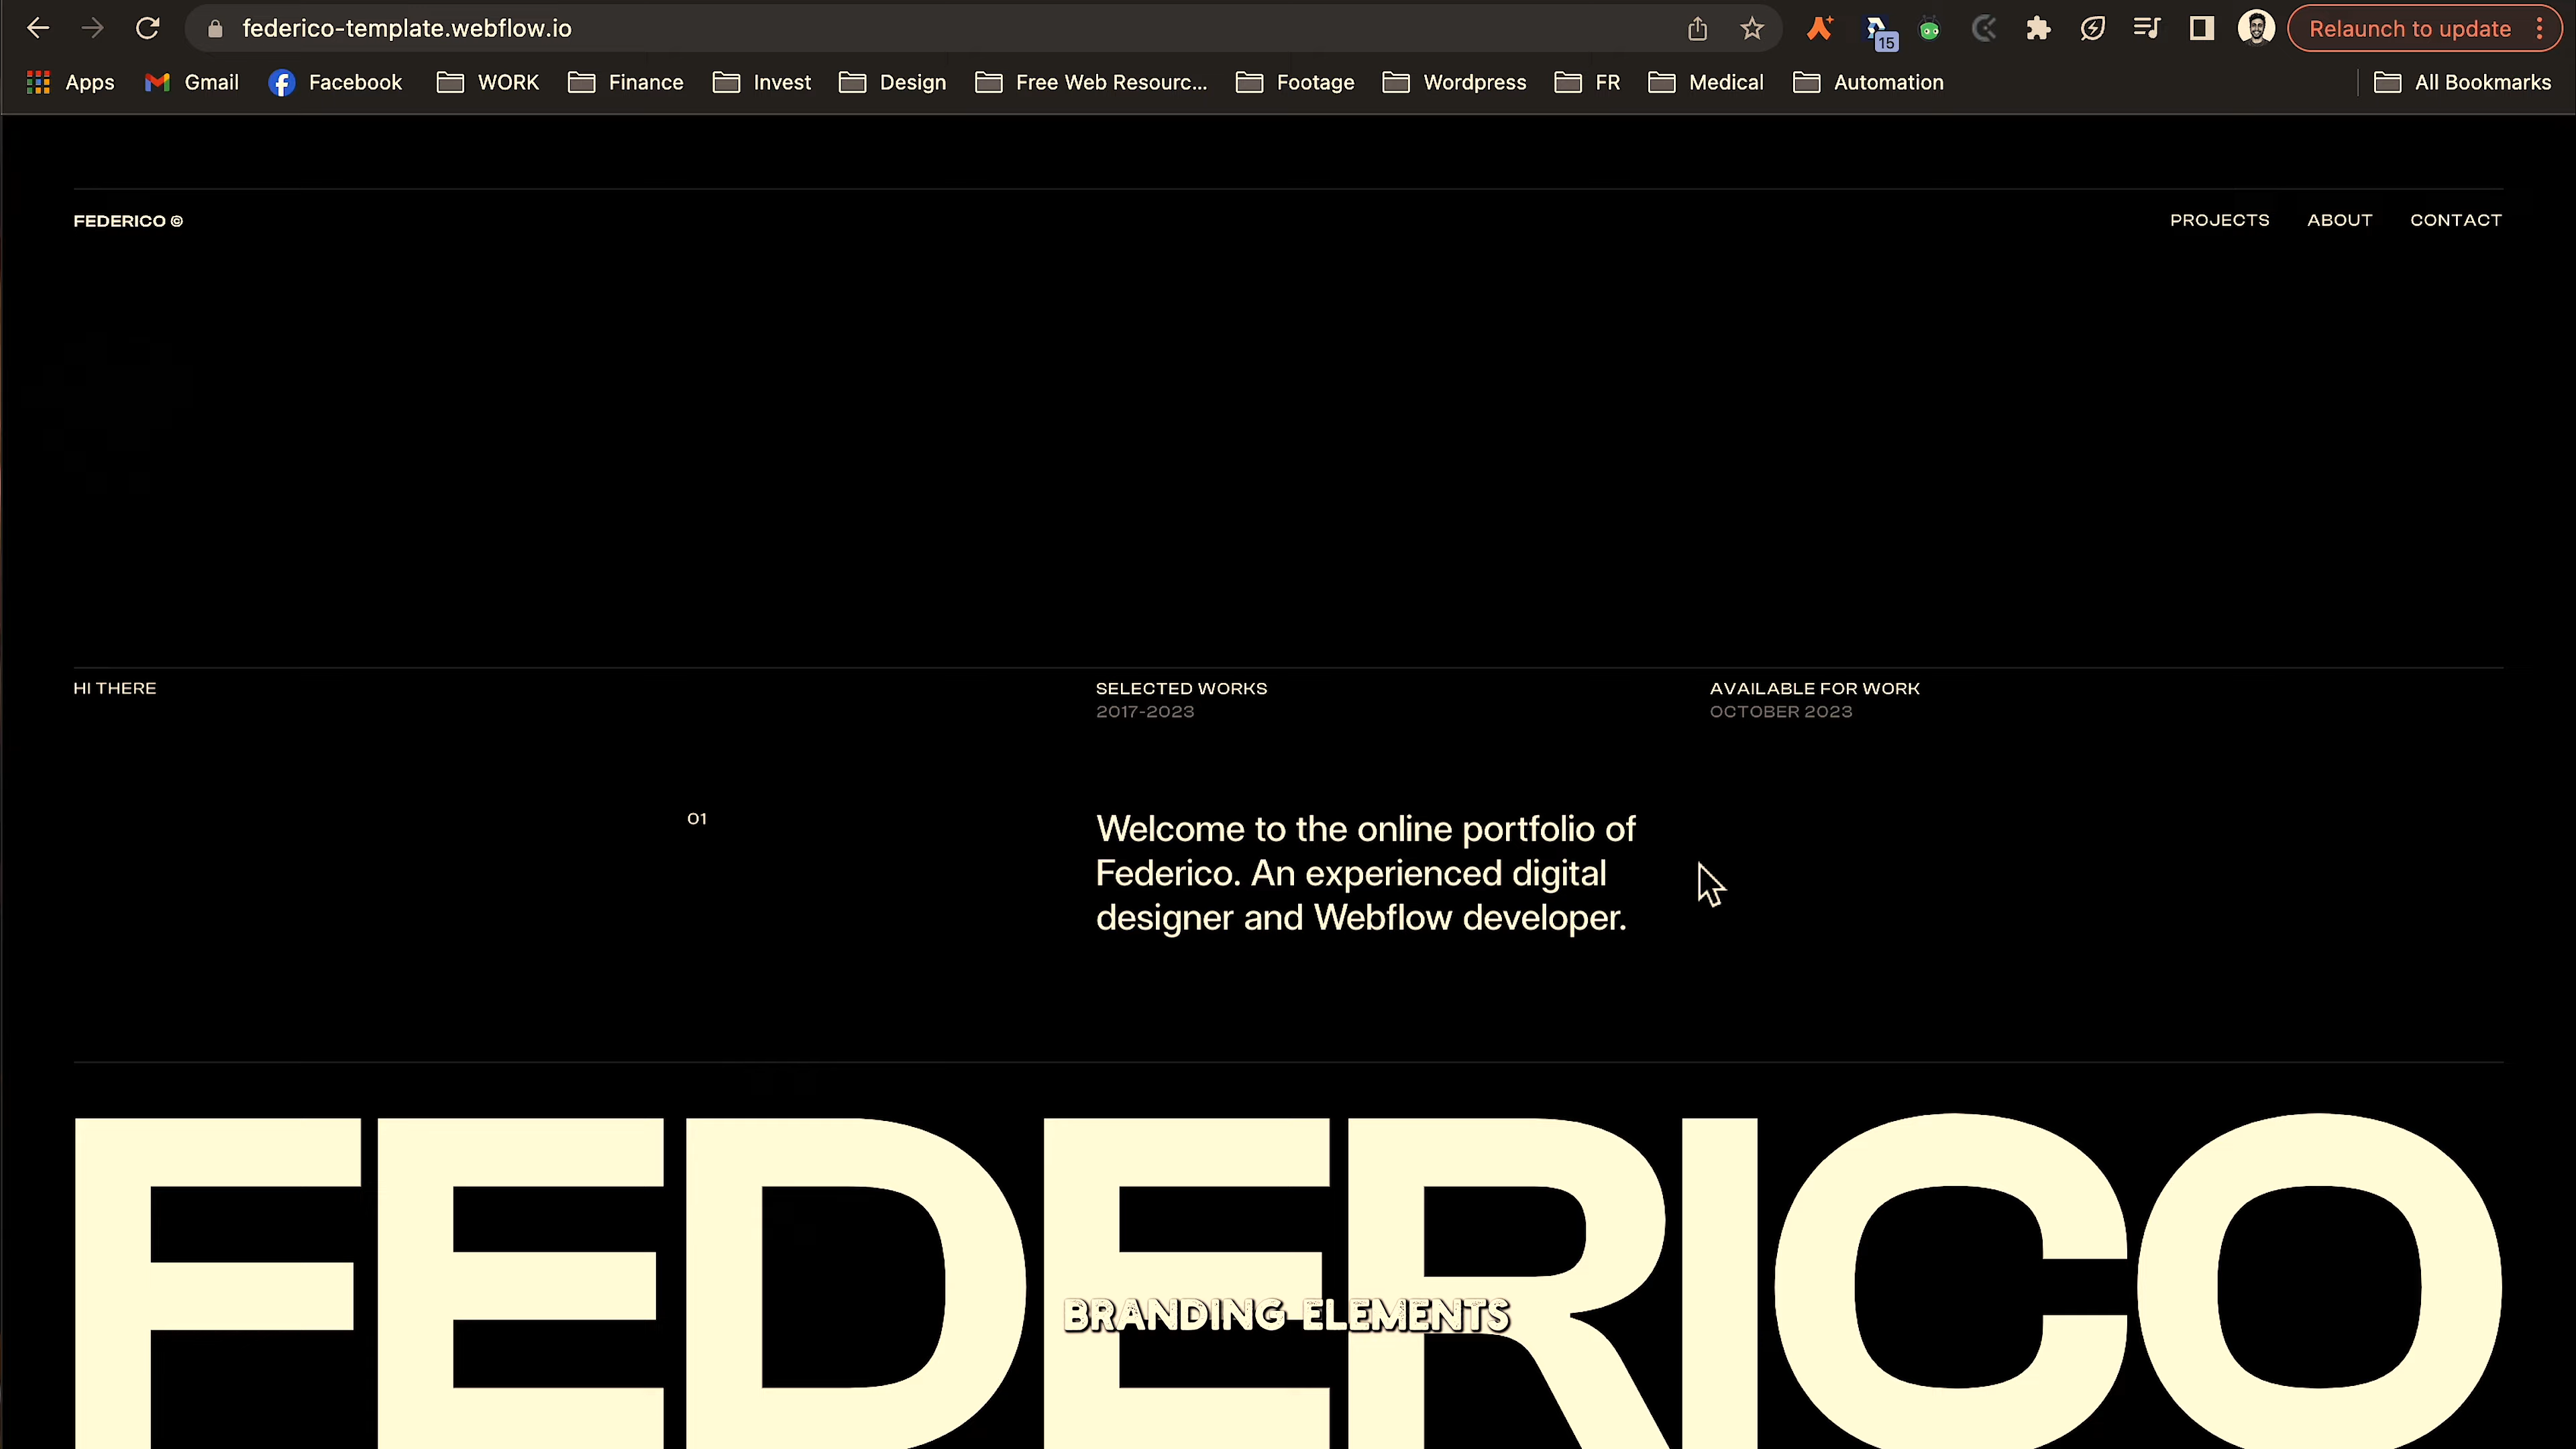 federico-template.webflow.io
15
Relaunch to update
Apps
Gmail
Facebook
WORK
Finance
Invest
Design
Free Web Resourc...
Footage
Wordpress
FR
Medical
Automation
All Bookmarks
FEDERICO ©
PROJECTS
ABOUT
CONTACT
HI THERE
SELECTED WORKS
2017-2023
AVAILABLE FOR WORK
OCTOBER 2023
01
Welcome to the online portfolio of
Federico. An experienced digital
designer and Webflow developer.
FEDERICO
BRANDING ELEMENTS